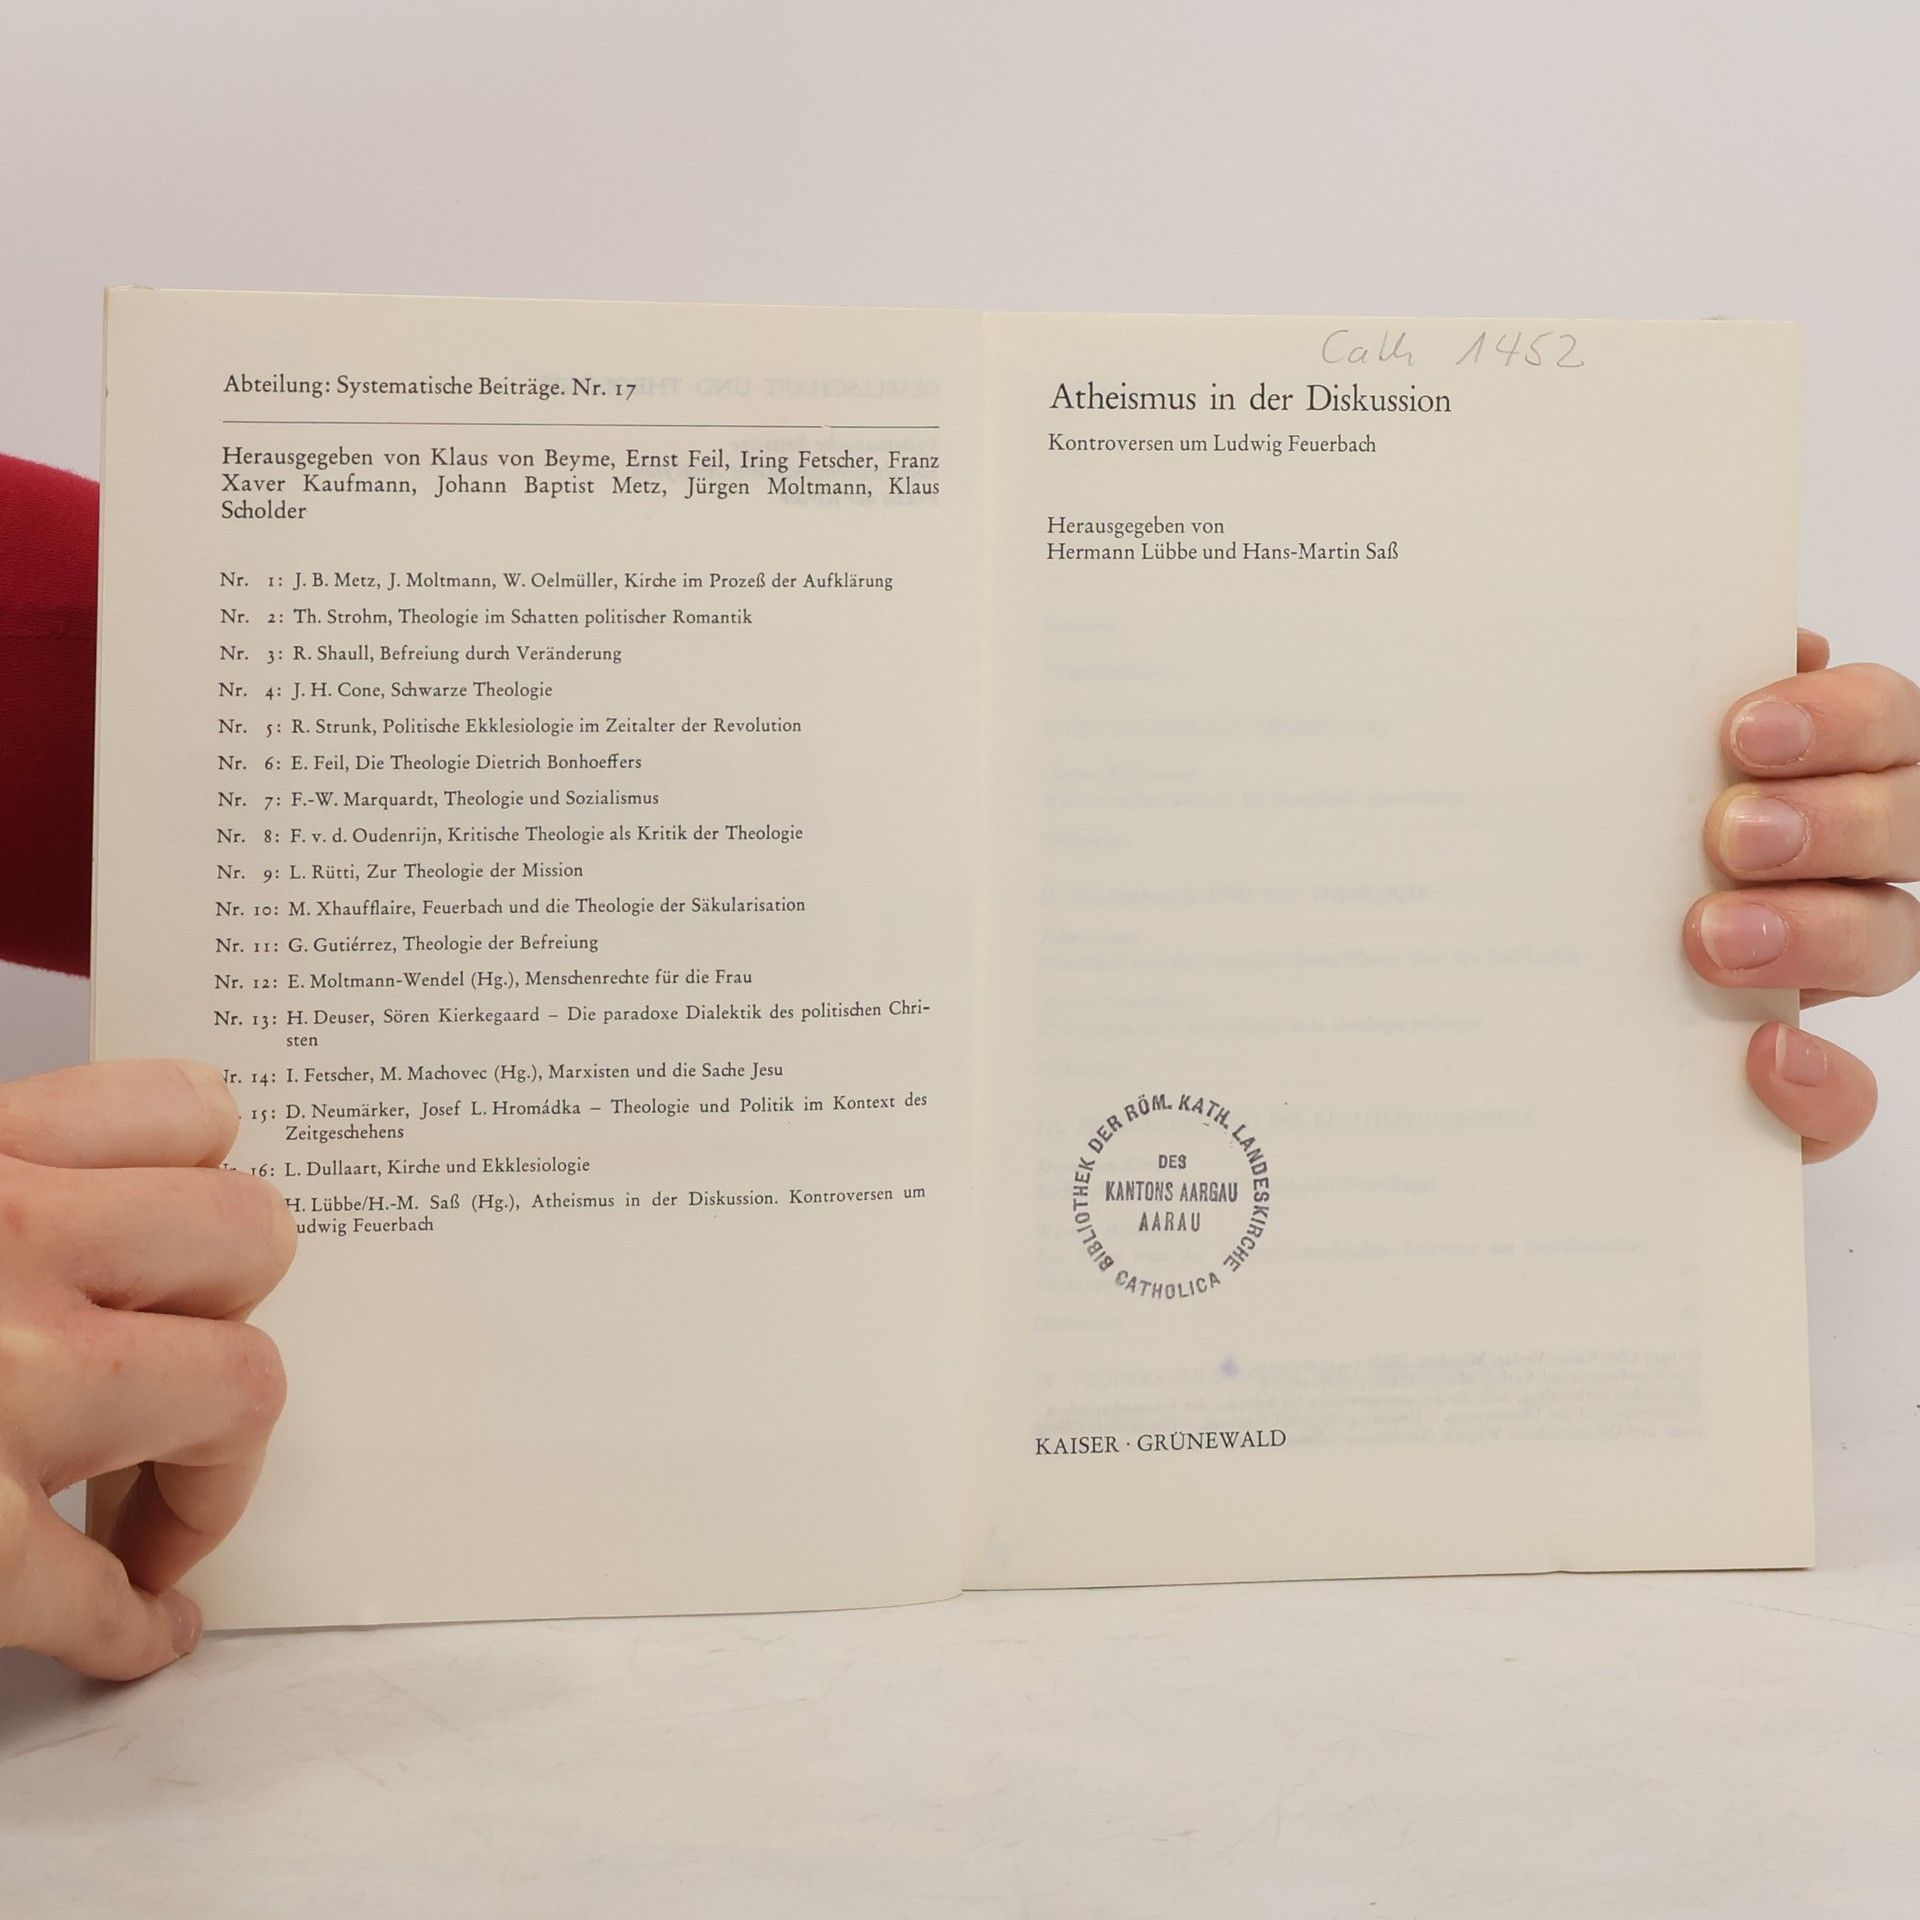 Abteilung: Systematische Beiträge. Nr. 17
Herausgegeben von Klaus von Beyme, Ernst Feil, Iring Fetscher, Franz
Xaver Kaufmann, Johann Baptist Metz, Jürgen Moltmann, Klaus
Scholder
Nr. 1: J. B. Metz, J. Moltmann, W. Oelmüller, Kirche im Prozeß der Aufklärung
Nr. 2: Th. Strohm, Theologie im Schatten politischer Romantik
Nr. 3: R. Shaull, Befreiung durch Veränderung
Nr. 4: J. H. Cone, Schwarze Theologie
Nr. 5: R. Strunk, Politische Ekklesiologie im Zeitalter der Revolution
Nr. 6: E. Feil, Die Theologie Dietrich Bonhoeffers
Nr. 7: F.-W. Marquardt, Theologie und Sozialismus
Nr. 8: F. v. d. Oudenrijn, Kritische Theologie als Kritik der Theologie
Nr. 9: L. Rütti, Zur Theologie der Mission
Nr. 10: M. Xhaufflaire, Feuerbach und die Theologie der Säkularisation
Nr. 11: G. Gutiérrez, Theologie der Befreiung
Nr. 12: E. Moltmann-Wendel (Hg.), Menschenrechte für die Frau
Nr. 13: H. Deuser, Sören Kierkegaard – Die paradoxe Dialektik des politischen Chri-
sten
Nr. 14: I. Fetscher, M. Machovec (Hg.), Marxisten und die Sache Jesu
15: D. Neumärker, Josef L. Hromádka – Theologie und Politik im Kontext des
Zeitgeschehens
16: L. Dullaart, Kirche und Ekklesiologie
H. Lübbe/H.-M. Saß (Hg.), Atheismus in der Diskussion. Kontroversen um
udwig Feuerbach
Cath 1452
Atheismus in der Diskussion
Kontroversen um Ludwig Feuerbach
Herausgegeben von
Hermann Lübbe und Hans-Martin Saß
BIBLIOTHEK DER RÖM. KATH. LANDESKIRCHE
DES
KANTONS AARGAU
AARAU
CATHOLICA
KAISER · GRÜNEWALD